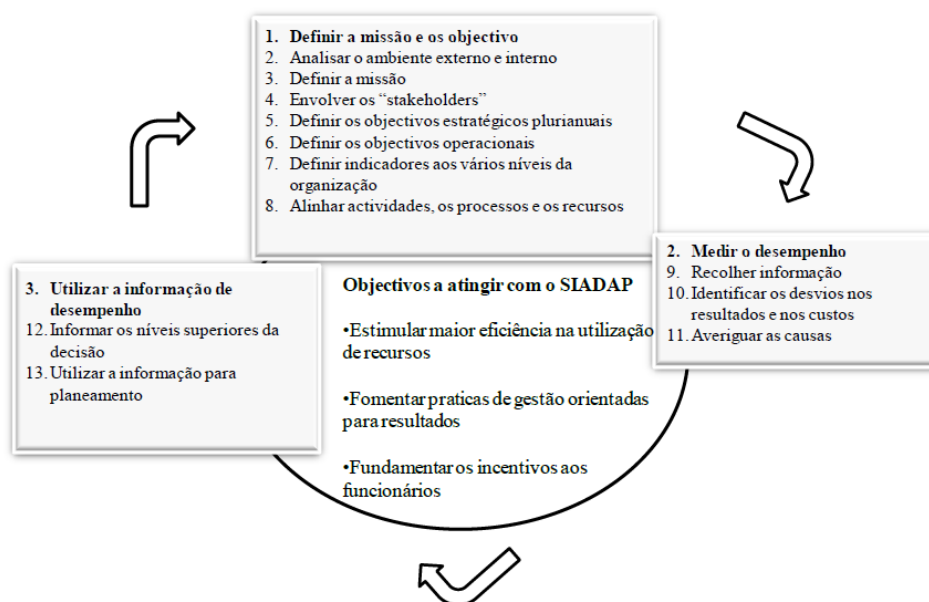 1. Definir a missão e os objectivo
2. Analisar o ambiente externo e interno
3. Definir a missão
4. Envolver os “stakeholders”
5. Definir os objectivos estratégicos plurianuais
6. Definir os objectivos operacionais
7. Definir indicadores aos vários níveis da
organização
8. Alinhar actividades, os processos e os recursos
2. Medir o desempenho
9. Recolher informação
10. Identificar os desvios nos
resultados e nos custos
11. Averiguar as causas
3. Utilizar a informação de
desempenho
12. Informar os níveis superiores da
decisão
13. Utilizar a informação para
planeamento
Objectivos a atingir com o SIADAP
•Estimular maior eficiência na utilização
de recursos
•Fomentar praticas de gestão orientadas
para resultados
•Fundamentar os incentivos aos
funcionários